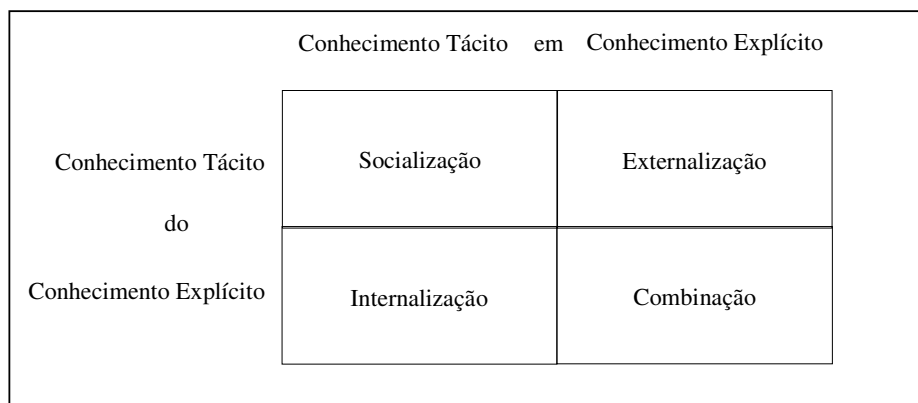 Conhecimento Tácito em Conhecimento Explícito
Conhecimento Tácito
Socialização
Externalização
do
Conhecimento Explícito
Internalização
Combinação